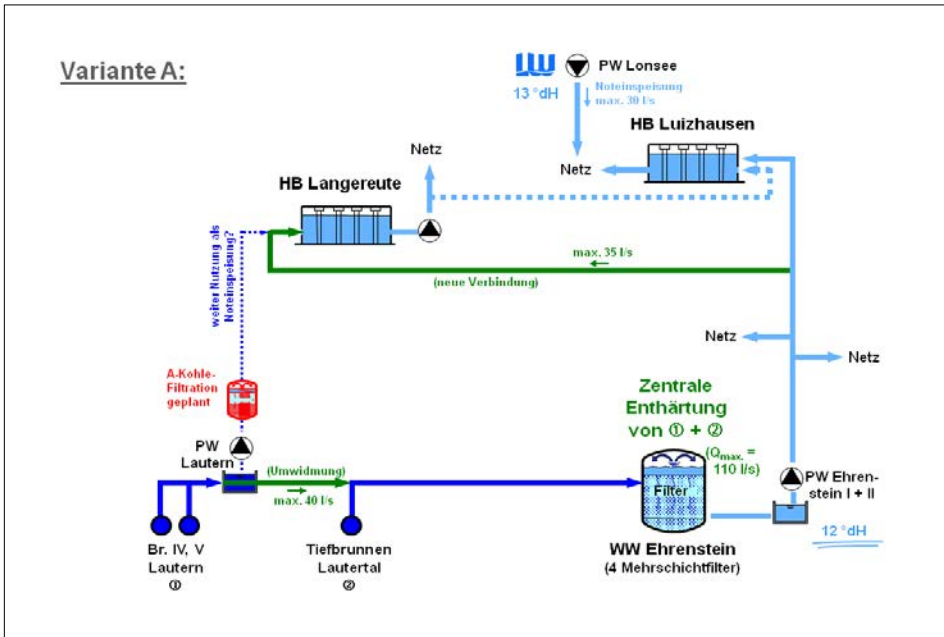 Variante A:
LW
PW Lonsee
13 °dH
Noteinspeisung
max. 30 l/s
HB Luizhausen
Netz
Netz
HB Langereute
weiter Nutzung als
Noteinspeisung?
max. 35 l/s
(neue Verbindung)
Netz
Netz
A-Kohle-
Filtration
geplant
Zentrale
Enthärtung
von ① + ②
(Qmax. =
110 l/s)
PW
Lautern
(Umwidmung)
max. 40 l/s
Filter
PW Ehren-
stein I + II
12 °dH
Br. IV, V
Lautern
①
Tiefbrunnen
Lautertal
②
WW Ehrenstein
(4 Mehrschichtfilter)